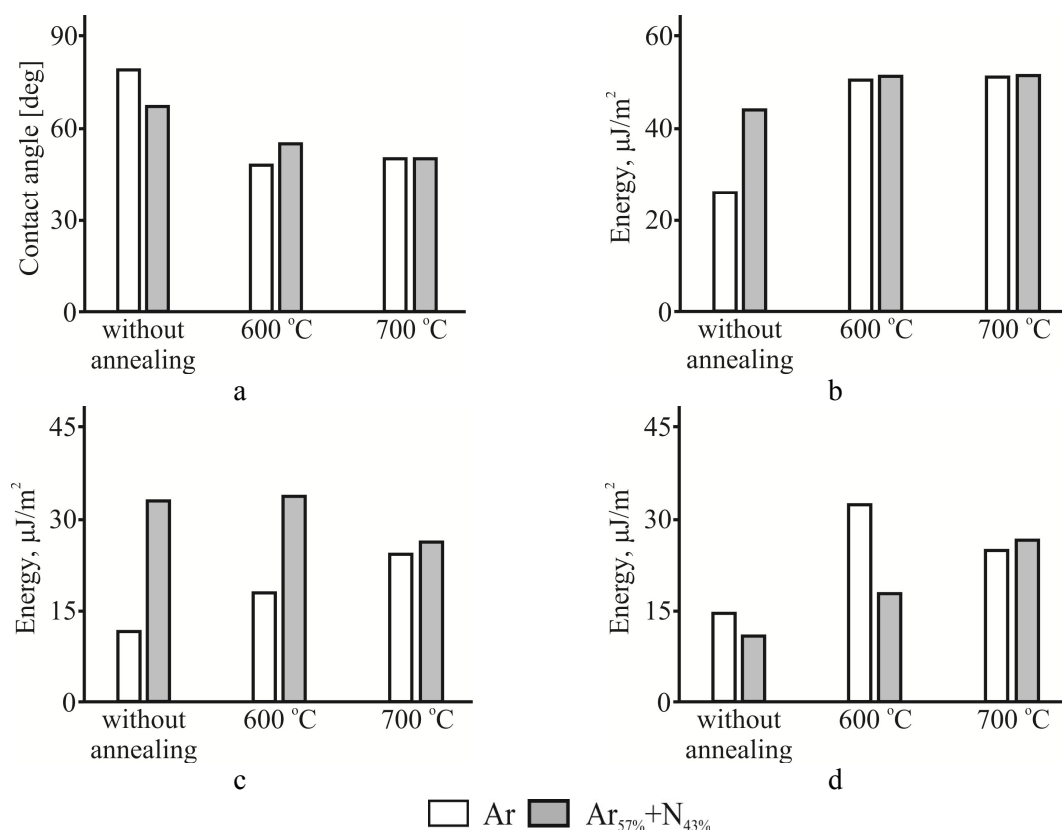 90
60
30
0
Contact angle [deg]
without
annealing
600 °C
700 °C
a
60
40
20
0
Energy, μJ/m²
without
annealing
600 °C
700 °C
b
45
30
15
0
Energy, μJ/m²
without
annealing
600 °C
700 °C
c
45
30
15
0
Energy, μJ/m²
without
annealing
600 °C
700 °C
d
Ar Ar57%+N43%